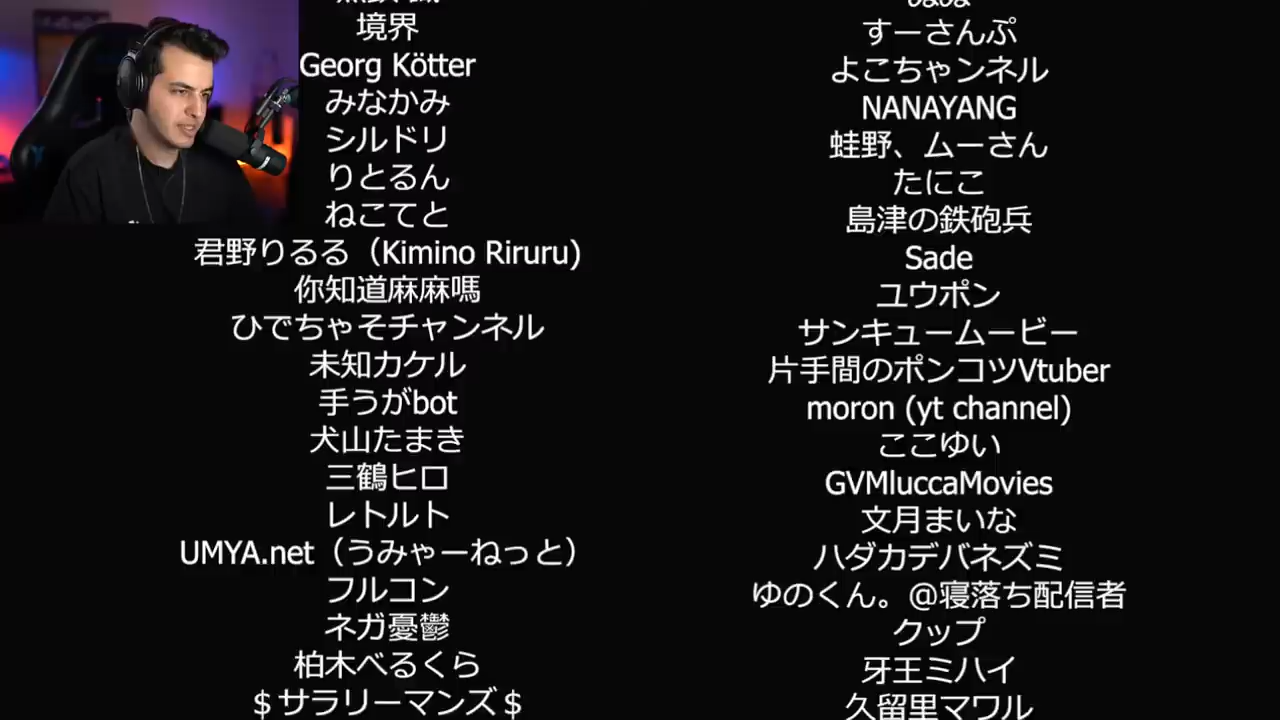 境界
Georg Kötter
みなかみ
シルドリ
りとるん
ねこてと
君野りるる（Kimino Riruru)
你知道麻麻嗎
ひでちゃそチャンネル
未知カケル
手うがbot
犬山たまき
三鶴ヒロ
レトルト
UMYA.net（うみゃーねっと）
フルコン
ネガ憂鬱
柏木べるくら
＄サラリーマンズ＄
すーさんぷ
よこちゃンネル
NANAYANG
蛙野、ムーさん
たにこ
島津の鉄砲兵
Sade
ユウポン
サンキュームービー
片手間のポンコツVtuber
moron (yt channel)
ここゆい
GVMluccaMovies
文月まいな
ハダカデバネズミ
ゆのくん。@寝落ち配信者
クップ
牙王ミハイ
久留里マワル